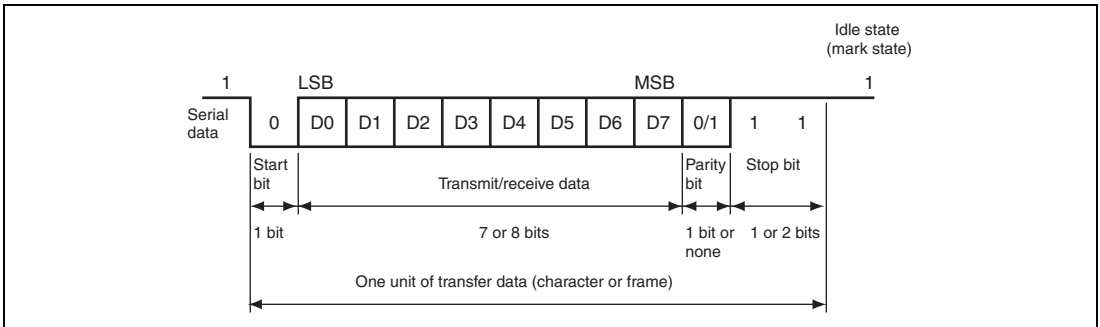 Idle state
(mark state)
1 LSB MSB 1
Serial
data
0 D0 D1 D2 D3 D4 D5 D6 D7 0/1 1 1
Start
bit
Transmit/receive data
Parity
bit
Stop bit
1 bit
7 or 8 bits
1 bit or
none
1 or 2 bits
One unit of transfer data (character or frame)